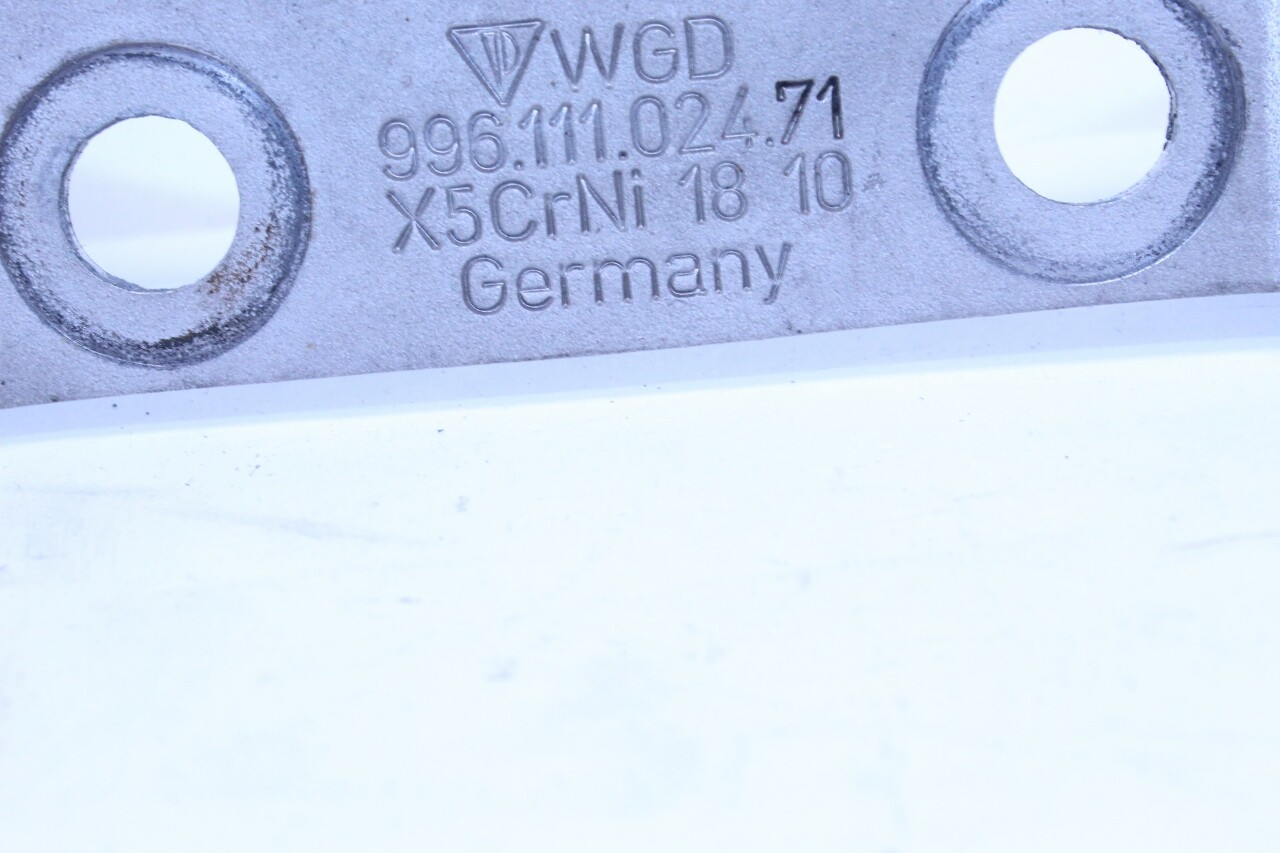 WGD
996.111.024.71
X5CrNi 18 10
Germany